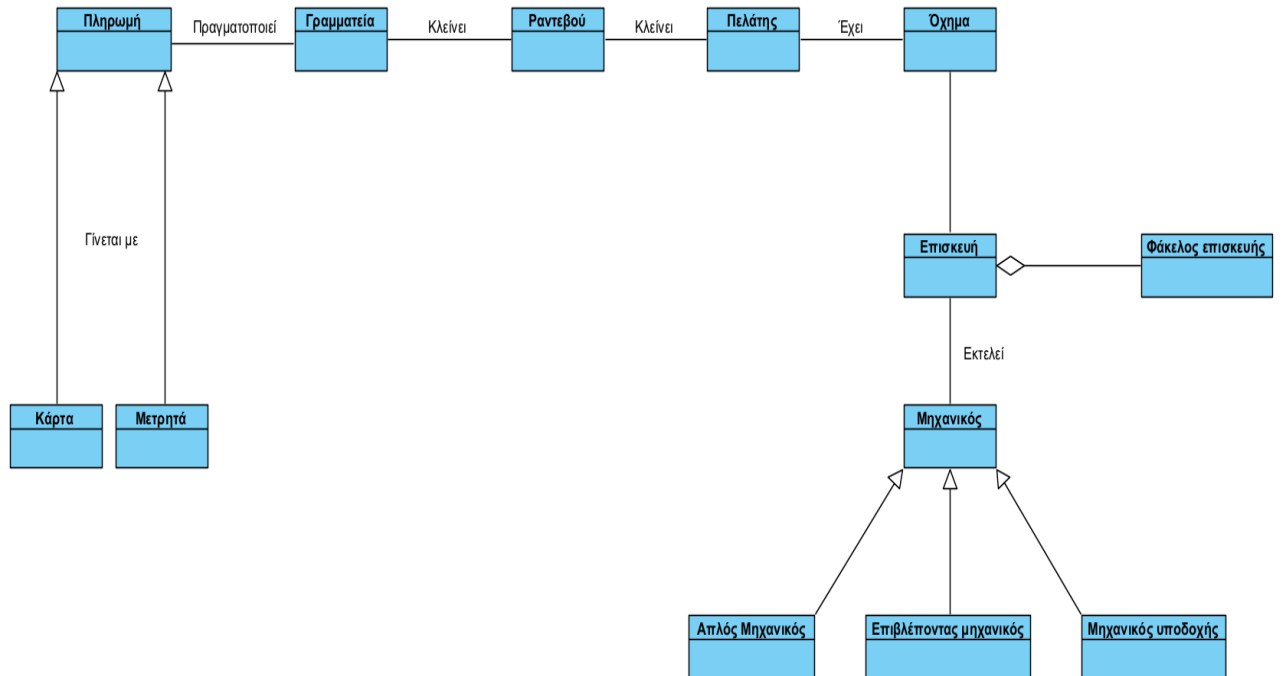 Πληρωμή
Πραγματοποιεί
Γραμματεία
Κλείνει
Ραντεβού
Κλείνει
Πελάτης
Έχει
Όχημα
Γίνεται με
Επισκευή
Φάκελος επισκευής
Εκτελεί
Κάρτα
Μετρητά
Μηχανικός
Απλός Μηχανικός
Επιβλέποντας μηχανικός
Μηχανικός υποδοχής